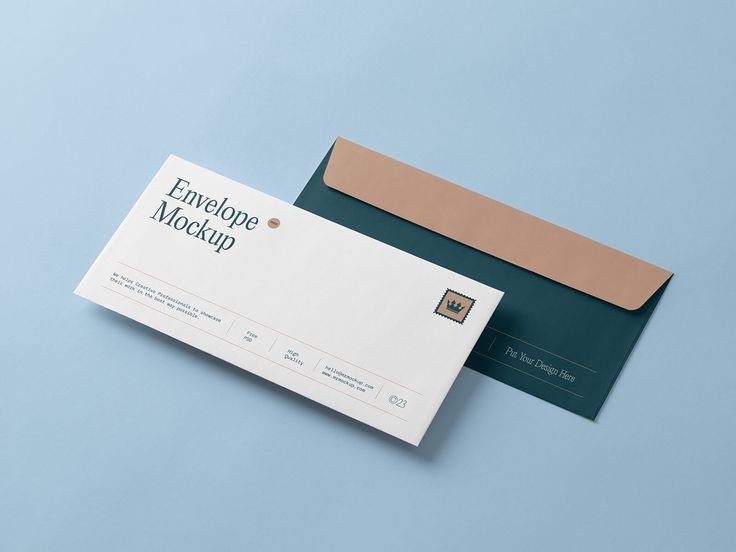 Envelope
Mockup
We helps Creative Professionals to showcase
their work in the best way possible.
Free
PSD
High
Quality
hello@mrmockup.com
www.mrmockup.com
©23
Put Your Design Here